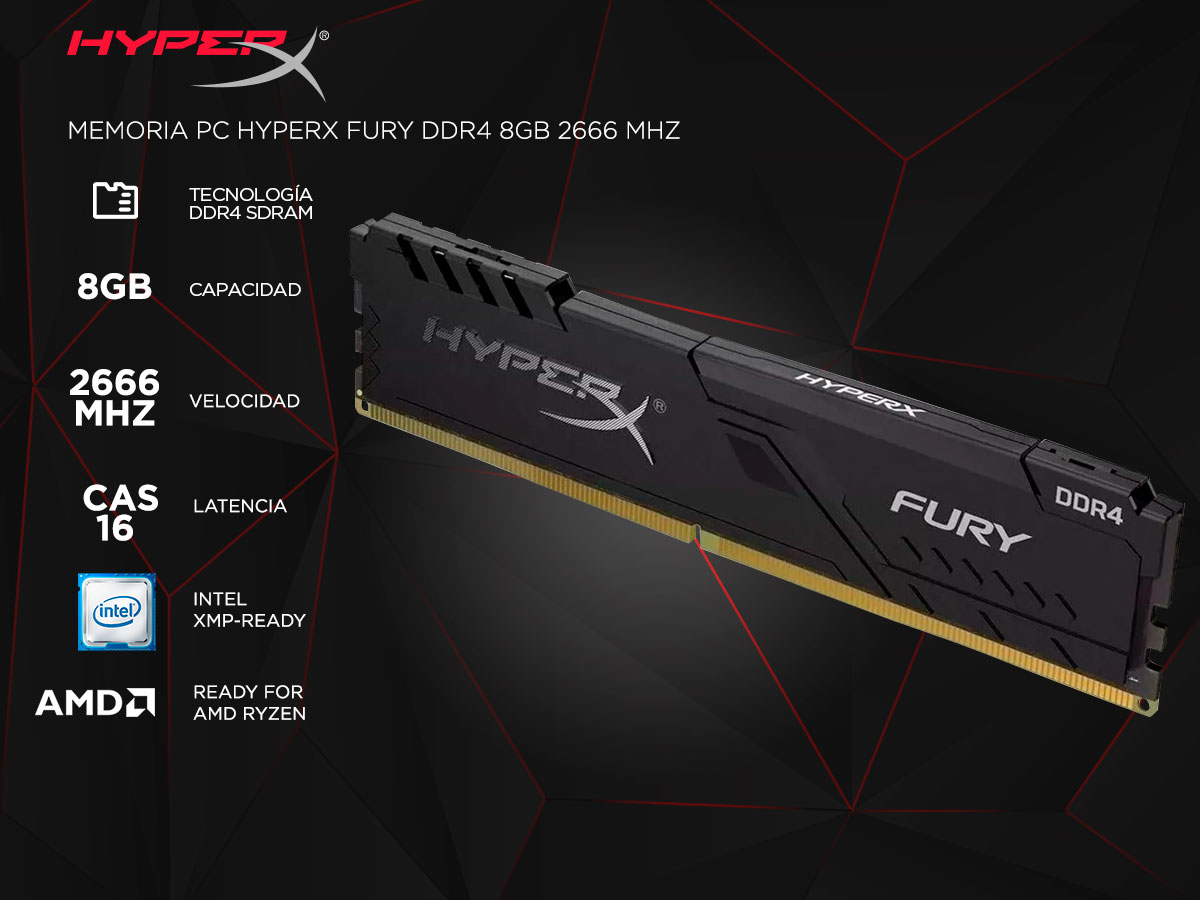 HYPERX®
MEMORIA PC HYPERX FURY DDR4 8GB 2666 MHZ
TECNOLOGÍA
DDR4 SDRAM
8GB
CAPACIDAD
2666
MHZ
VELOCIDAD
CAS
16
LATENCIA
intel
INTEL
XMP-READY
AMD
READY FOR
AMD RYZEN
HYPERX®
HYPERX
FURY
DDR4